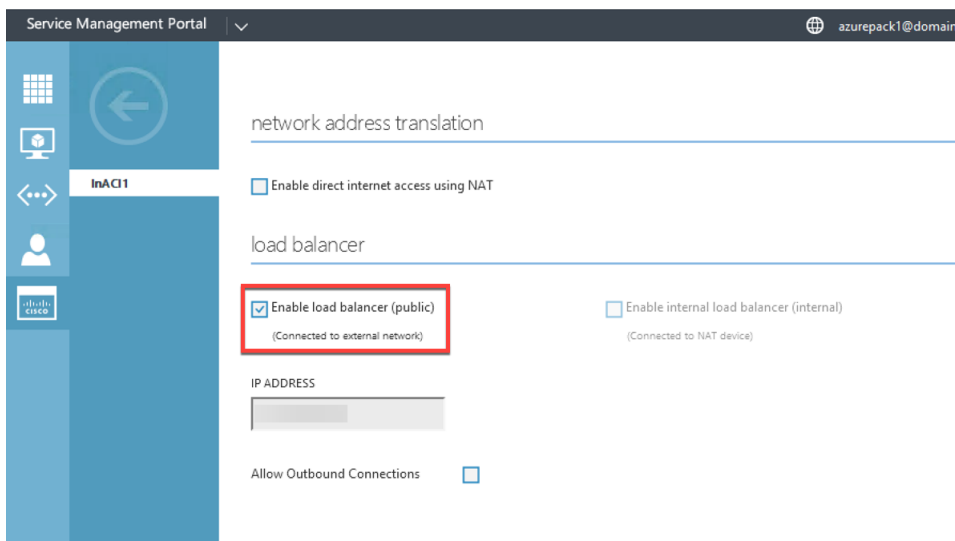 Service Management Portal
azurepack1@domain
network address translation
InACI1
Enable direct internet access using NAT
load balancer
Enable load balancer (public)
(Connected to external network)
Enable internal load balancer (internal)
(Connected to NAT device)
cisco
IP ADDRESS
Allow Outbound Connections